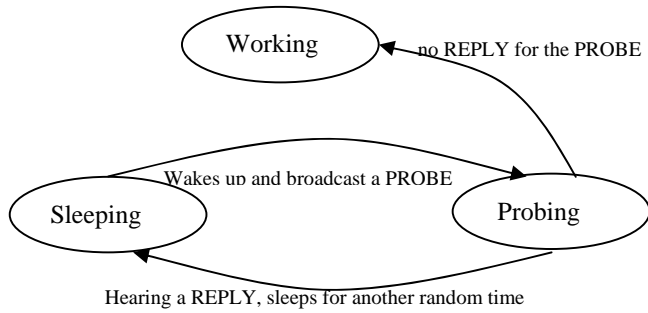 Working
no REPLY for the PROBE
Wakes up and broadcast a PROBE
Sleeping
Probing
Hearing a REPLY, sleeps for another random time